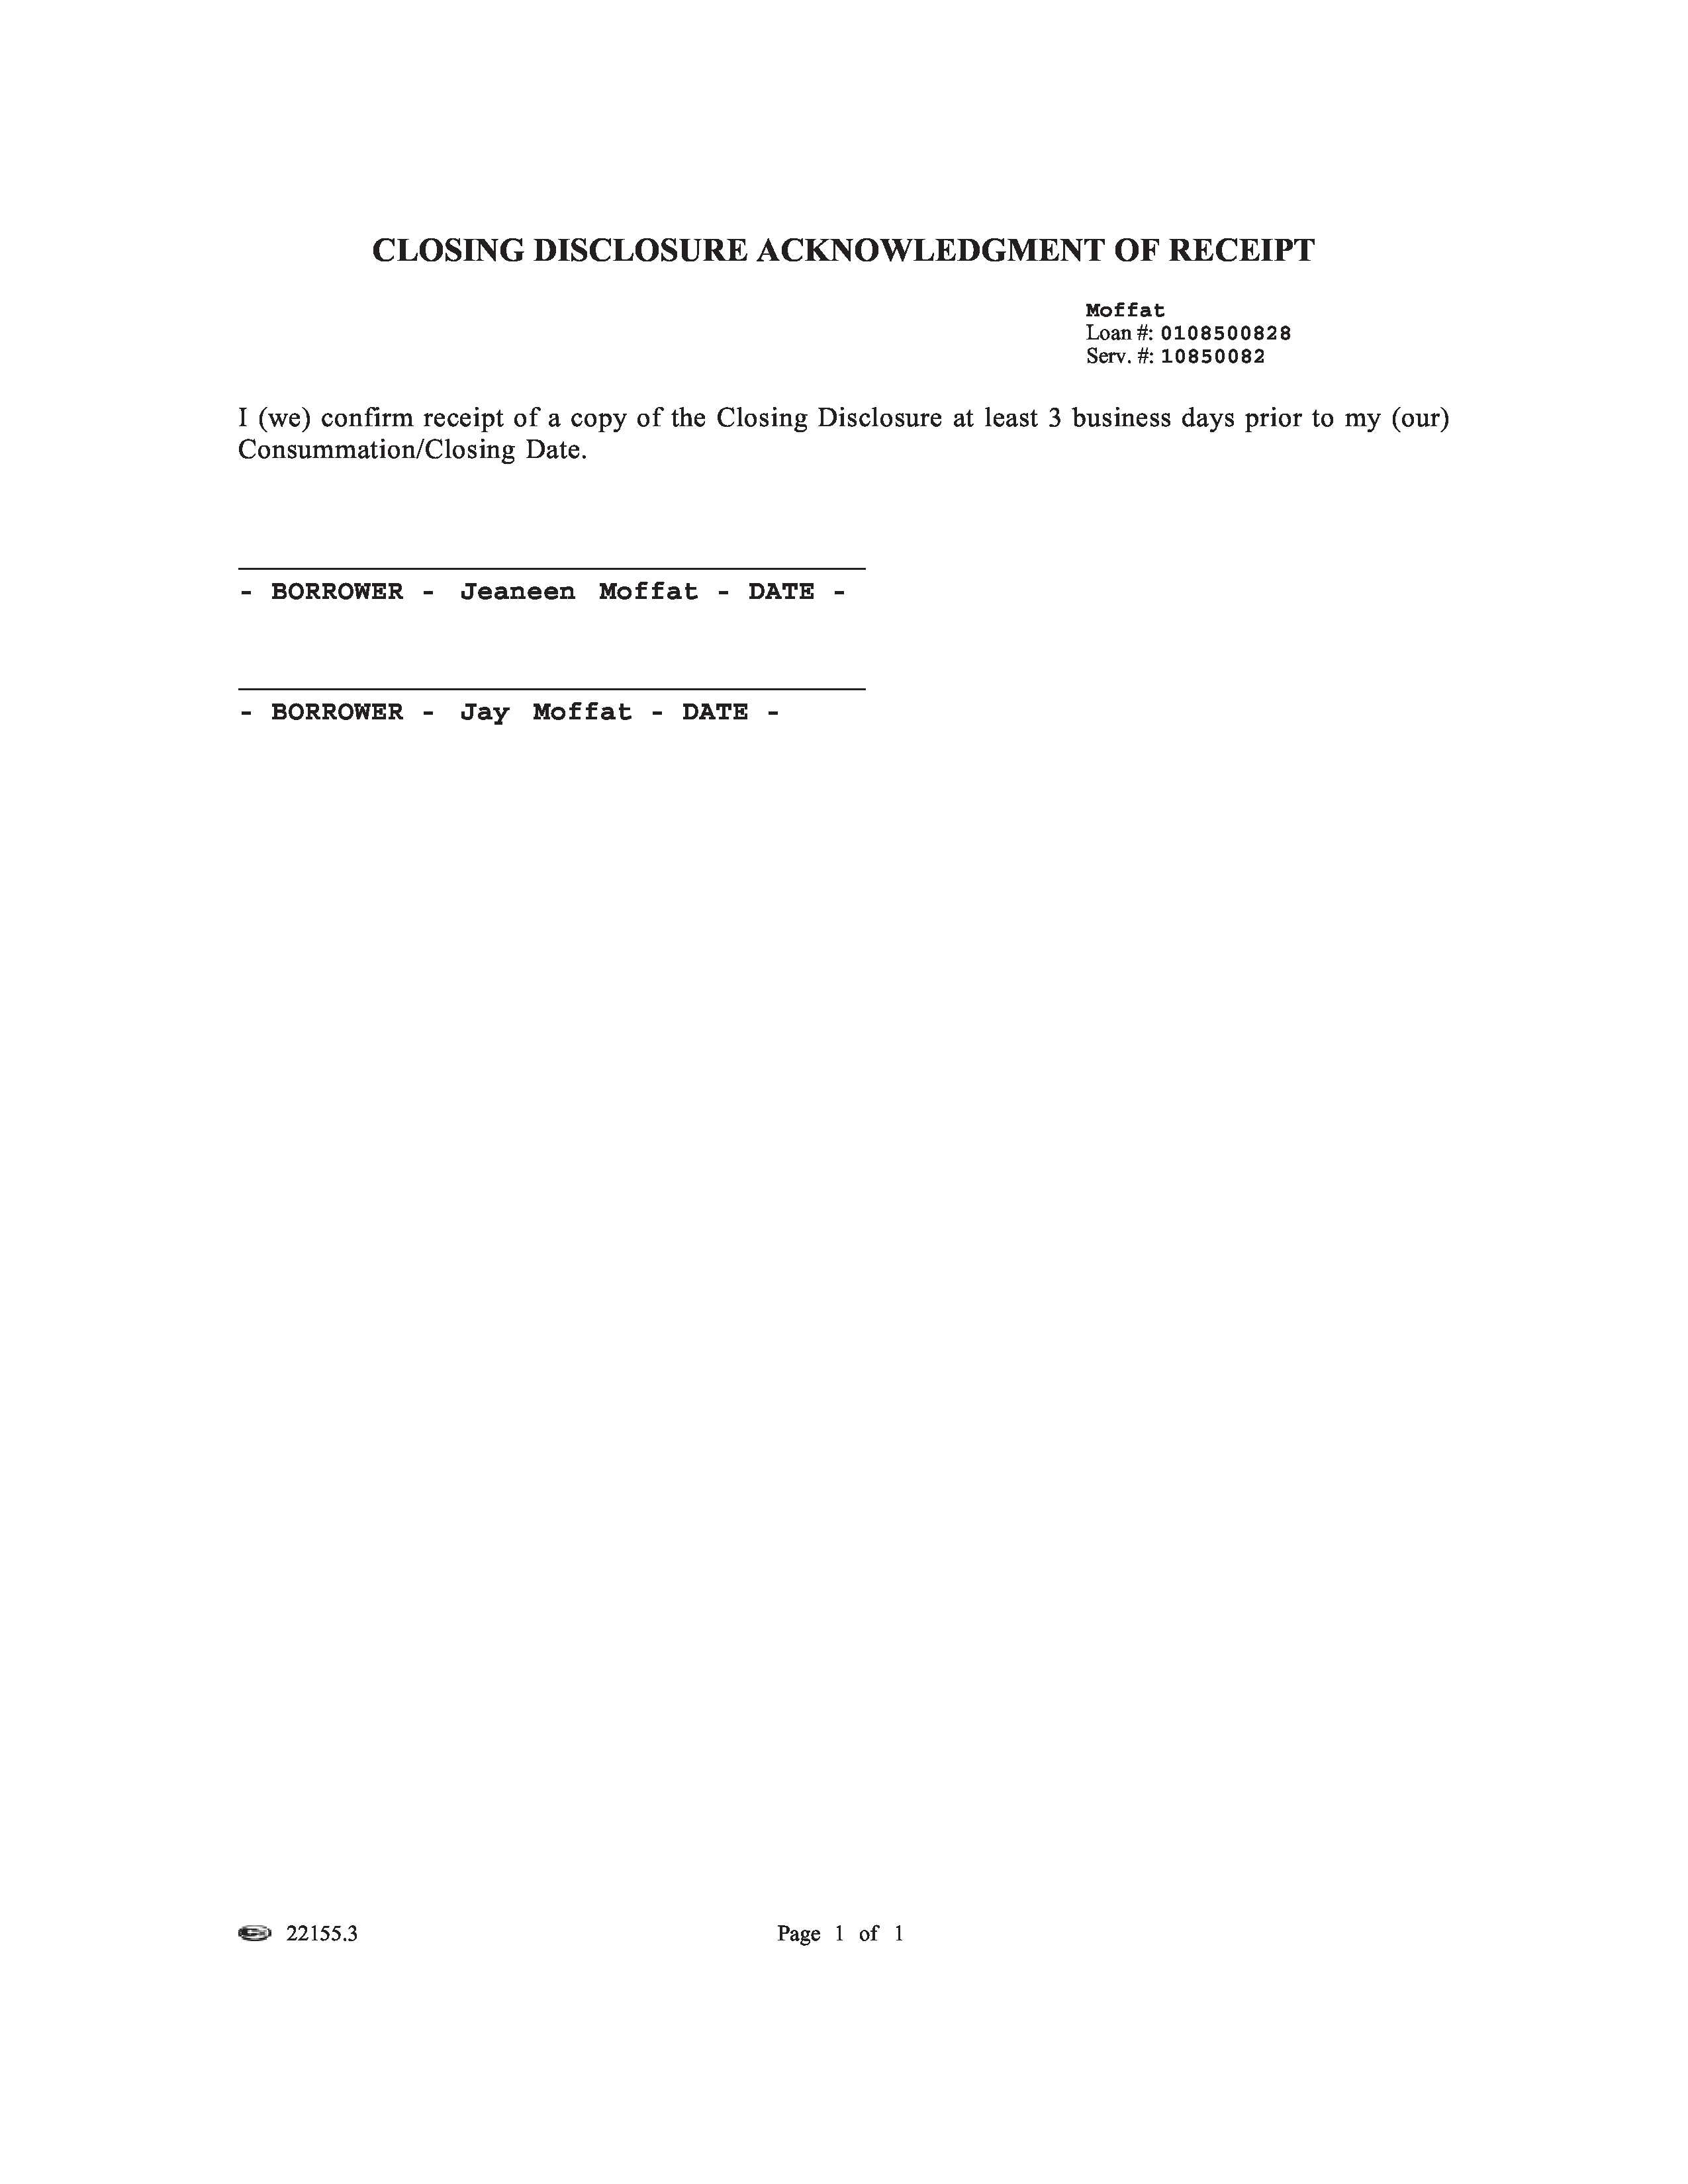 CLOSING DISCLOSURE ACKNOWLEDGMENT OF RECEIPT
Moffat
Loan #: 0108500828
Serv. #: 10850082
I (we) confirm receipt of a copy of the Closing Disclosure at least 3 business days prior to my (our)
Consummation/Closing Date.
- BORROWER - Jeaneen Moffat - DATE -
- BORROWER - Jay Moffat - DATE -
22155.3 Page 1 of 1